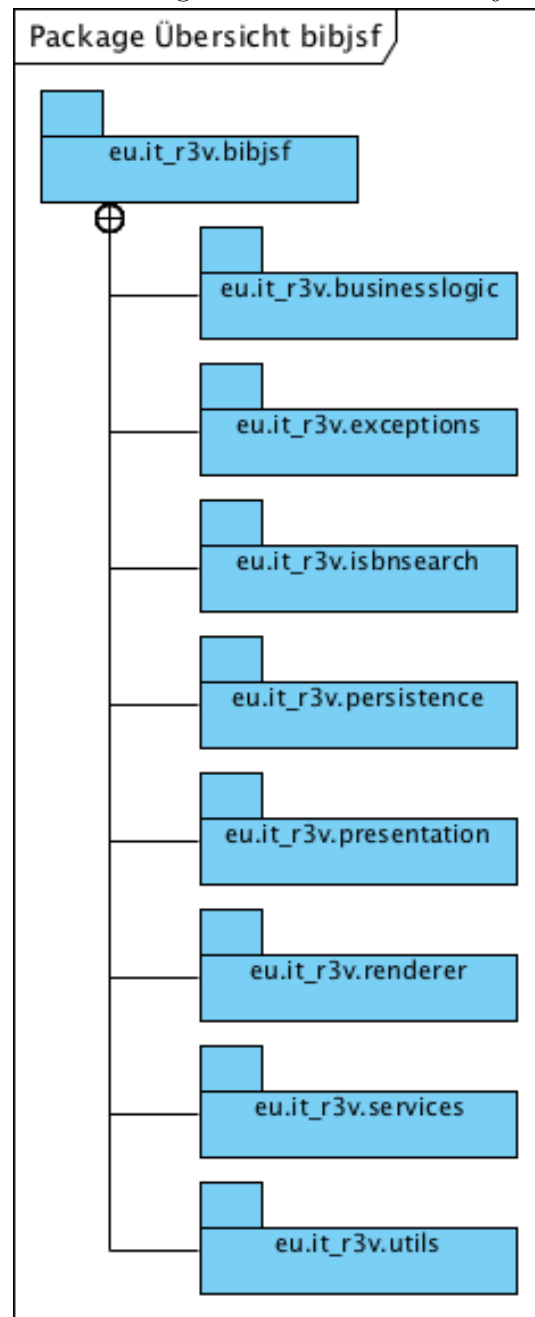 Package Übersicht bibjsf
eu.it_r3v.bibjsf
eu.it_r3v.businesslogic
eu.it_r3v.exceptions
eu.it_r3v.isbnsearch
eu.it_r3v.persistence
eu.it_r3v.presentation
eu.it_r3v.renderer
eu.it_r3v.services
eu.it_r3v.utils